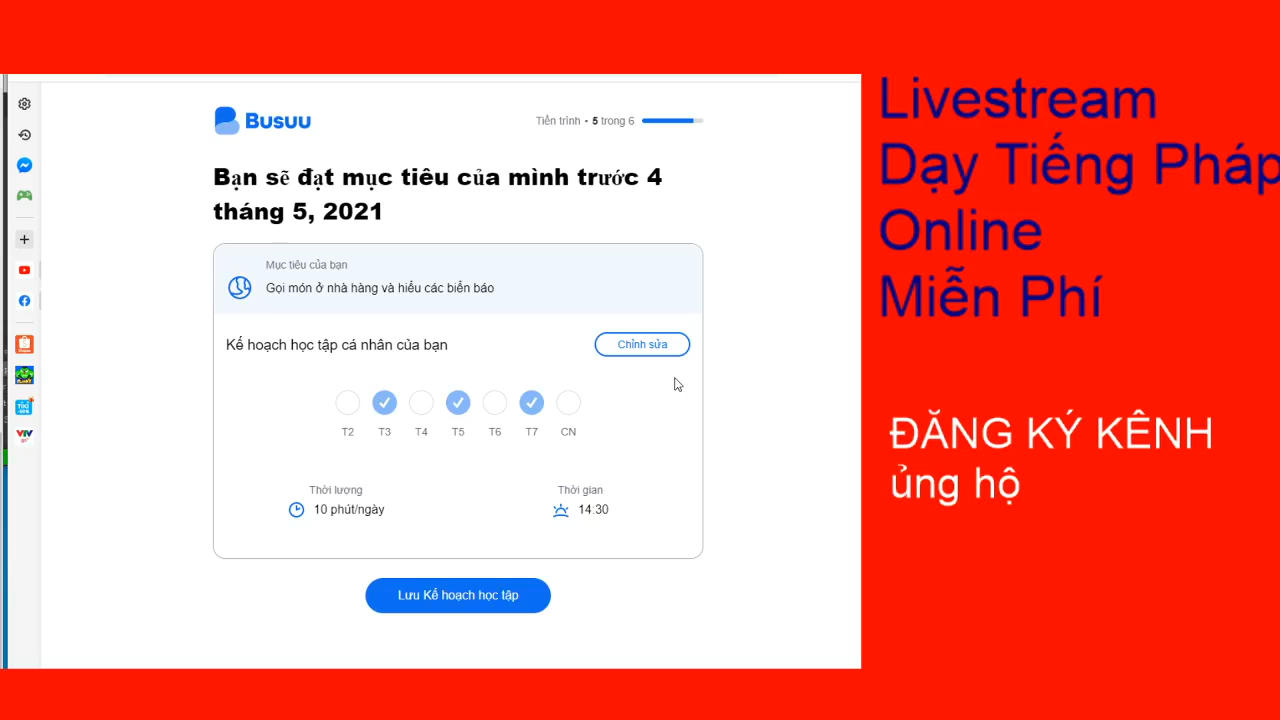 Busuu
Tiến trình • 5 trong 6
Bạn sẽ đạt mục tiêu của mình trước 4
tháng 5, 2021
Mục tiêu của bạn
Gọi món ở nhà hàng và hiểu các biển báo
Kế hoạch học tập cá nhân của bạn
Chỉnh sửa
T2 T3 T4 T5 T6 T7 CN
Thời lượng
10 phút/ngày
Thời gian
14:30
Lưu Kế hoạch học tập
Livestream
Dạy Tiếng Pháp
Online
Miễn Phí
ĐĂNG KÝ KÊNH
ủng hộ